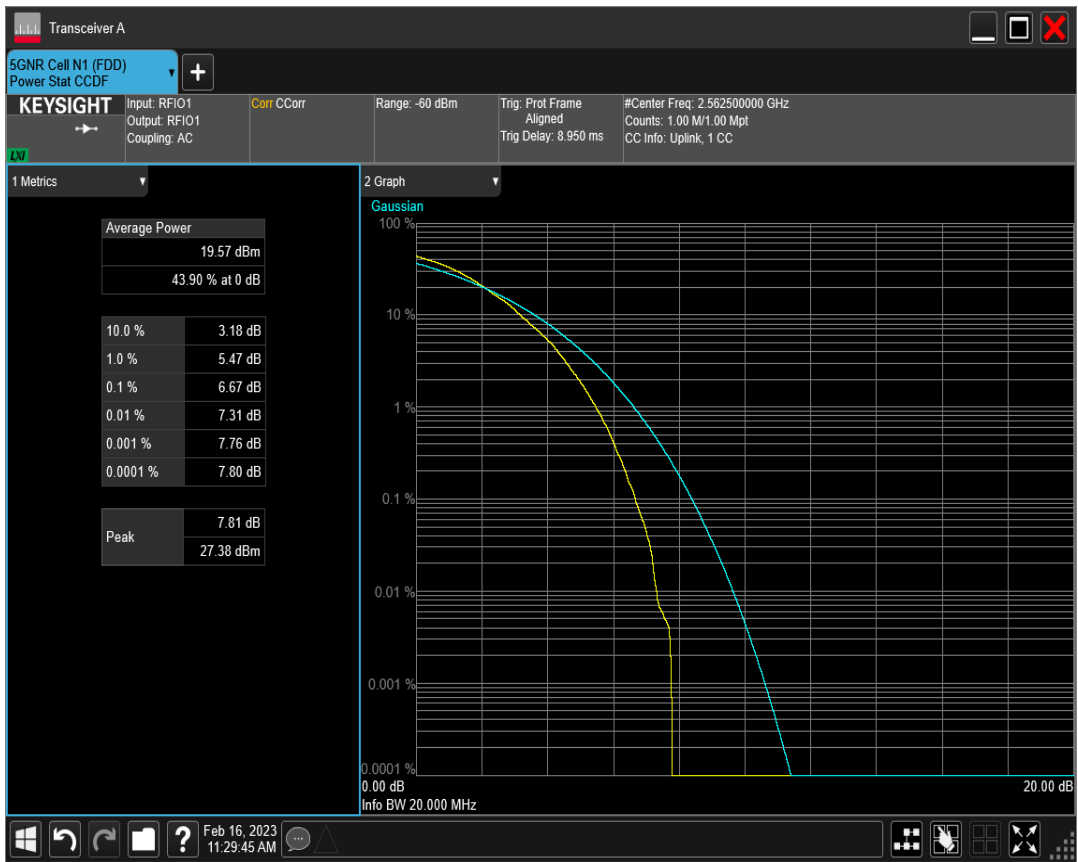 Transceiver A
5GNR Cell N1 (FDD)
Power Stat CCDF
+
KEYSIGHT
LXI
Input: RFIO1
Output: RFIO1
Coupling: AC
Corr CCorr
Range: -60 dBm
Trig: Prot Frame
Aligned
Trig Delay: 8.950 ms
#Center Freq: 2.562500000 GHz
Counts: 1.00 M/1.00 Mpt
CC Info: Uplink, 1 CC
1 Metrics
Average Power
19.57 dBm
43.90 % at 0 dB
10.0 % 3.18 dB
1.0 % 5.47 dB
0.1 % 6.67 dB
0.01 % 7.31 dB
0.001 % 7.76 dB
0.0001 % 7.80 dB
Peak
7.81 dB
27.38 dBm
2 Graph
Gaussian
100 %
10 %
1 %
0.1 %
0.01 %
0.001 %
0.0001 %
0.00 dB 20.00 dB
Info BW 20.000 MHz
?
Feb 16, 2023
11:29:45 AM